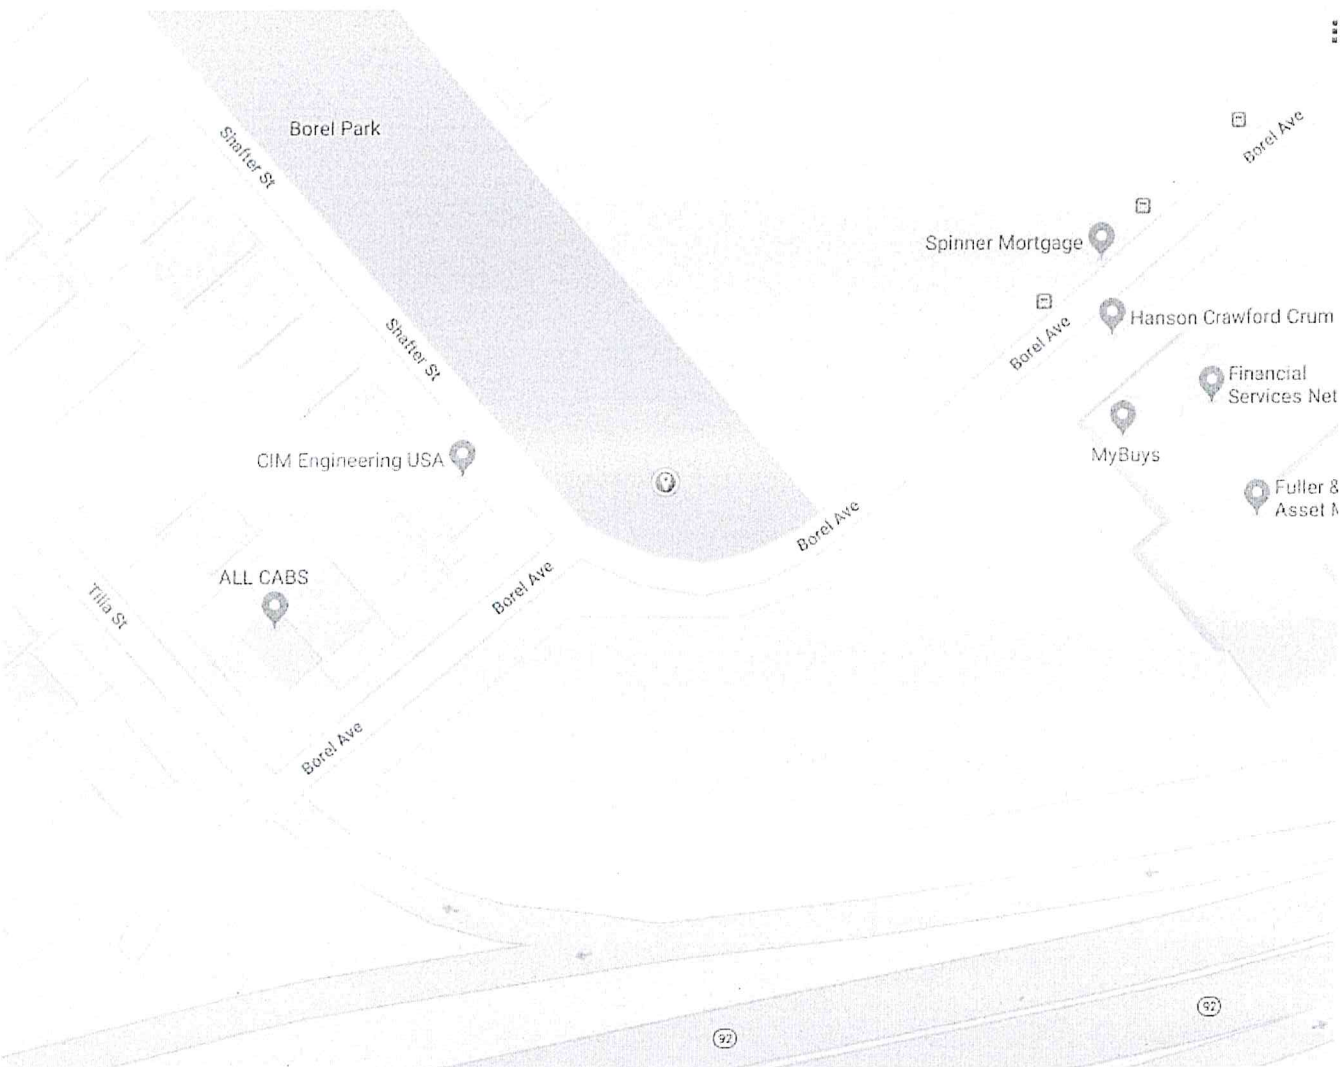 Borel Park
Shafter St
Borel Ave
Spinner Mortgage
Hanson Crawford Crum
Borel Ave
Shafter St
Financial
Services Net
MyBuys
CIM Engineering USA
Fuller &
Asset
Borel Ave
ALL CABS
Borel Ave
Tilia St
Borel Ave
92
92